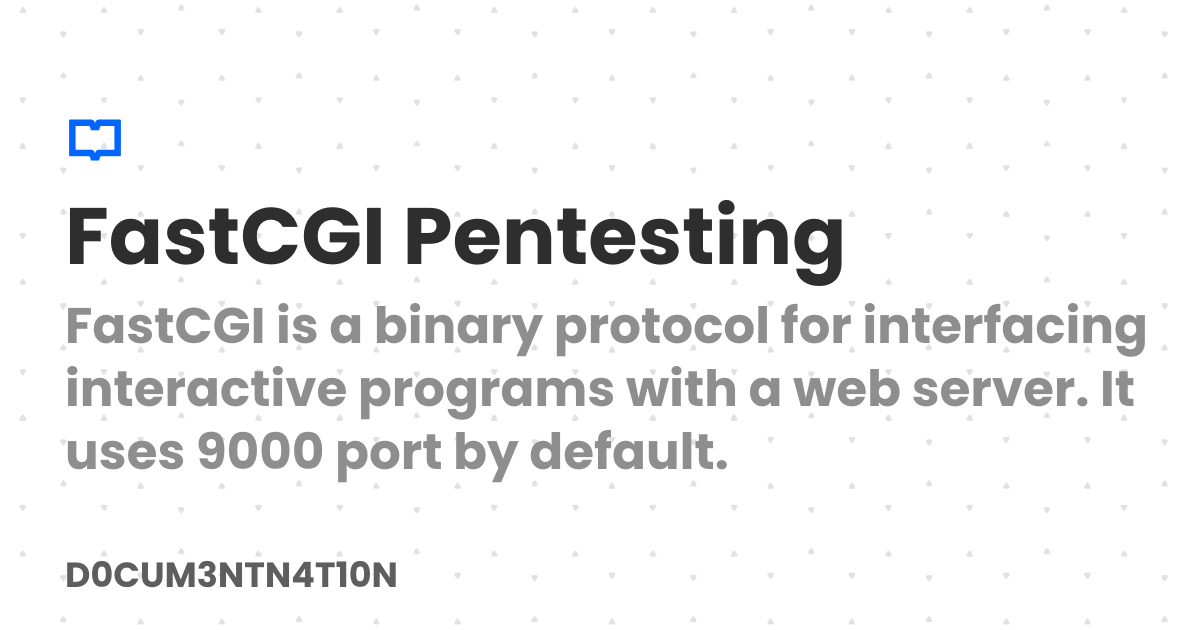 FastCGI Pentesting
FastCGI is a binary protocol for interfacing
interactive programs with a web server. It
uses 9000 port by default.
D0CUM3NTN4T10N